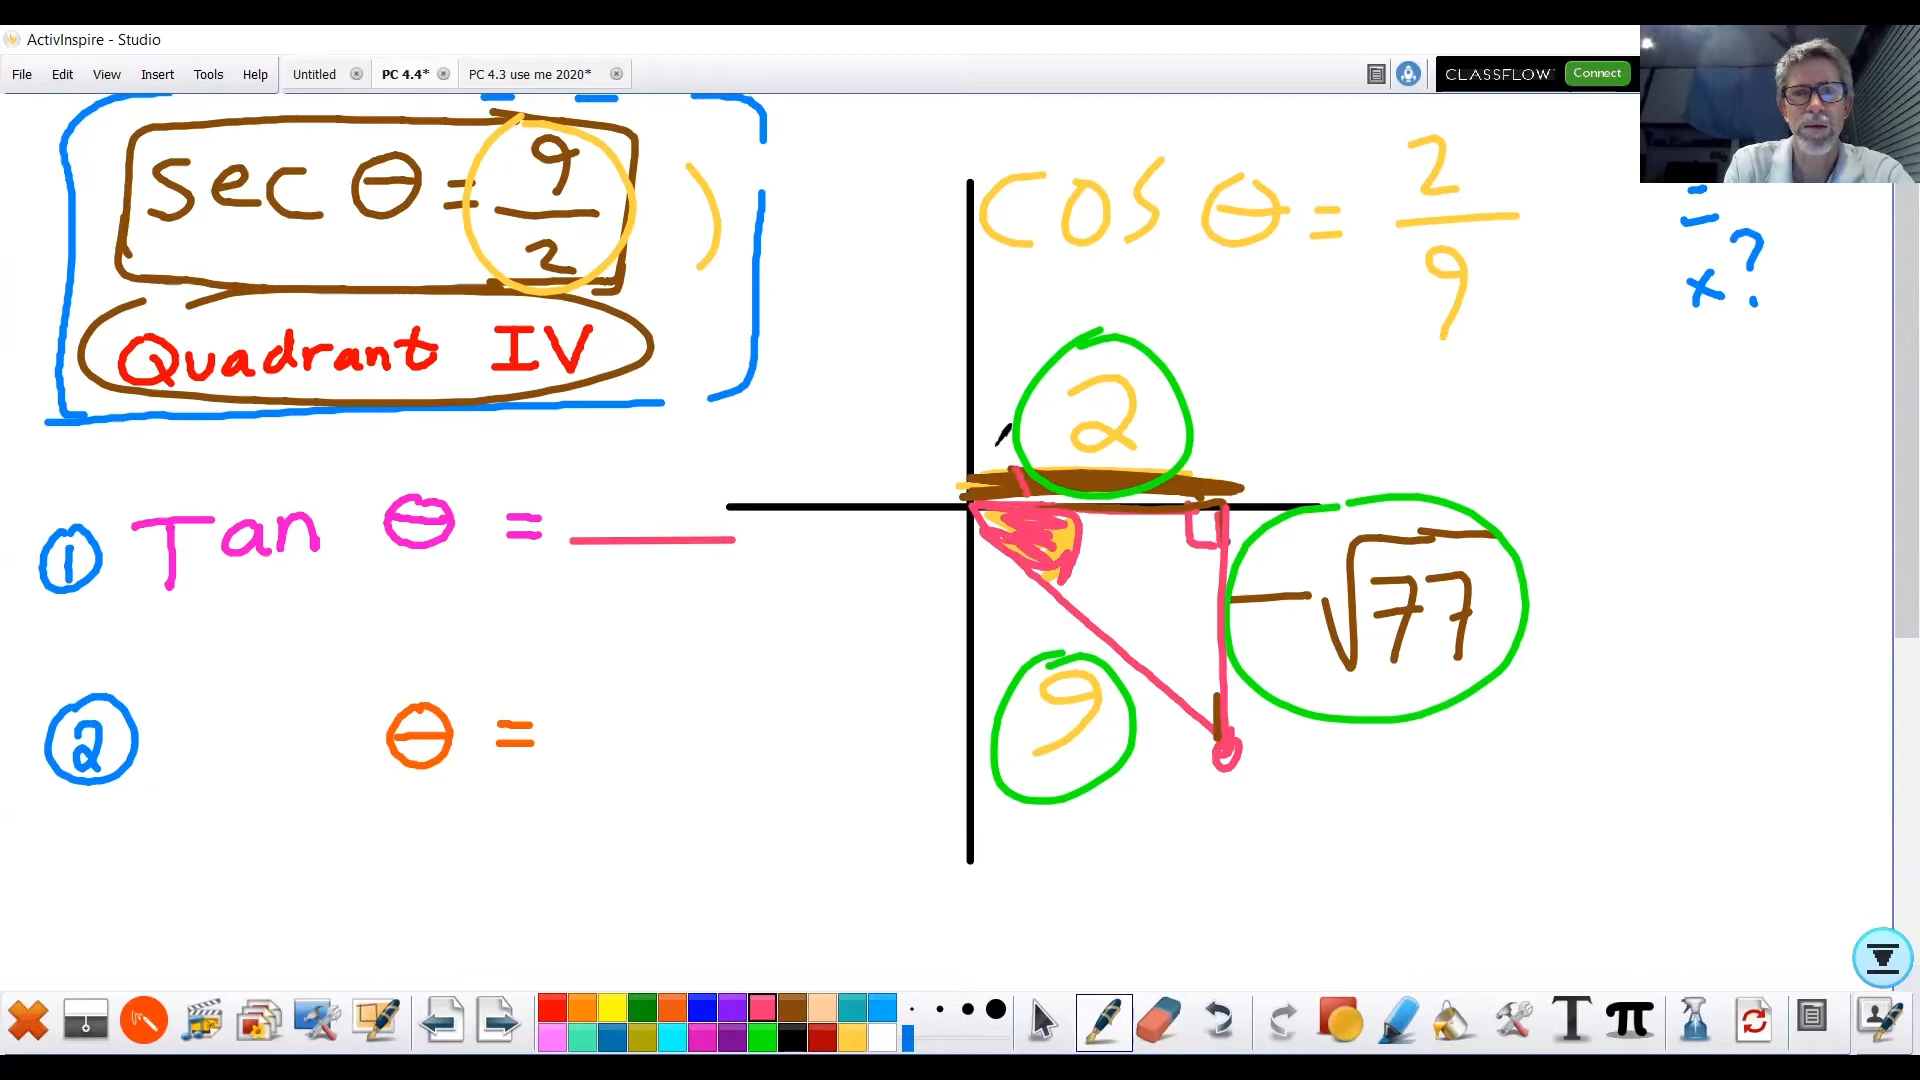 ActivInspire - Studio
File Edit View Insert Tools Help Untitled PC 4.4* PC 4.3 use me 2020* CLASSFLOW Connect
sec θ = 9/2
Quadrant IV
cos θ = 2/9
=
x ?
2
① Tan θ = ____
-√77
9
② θ =
T π